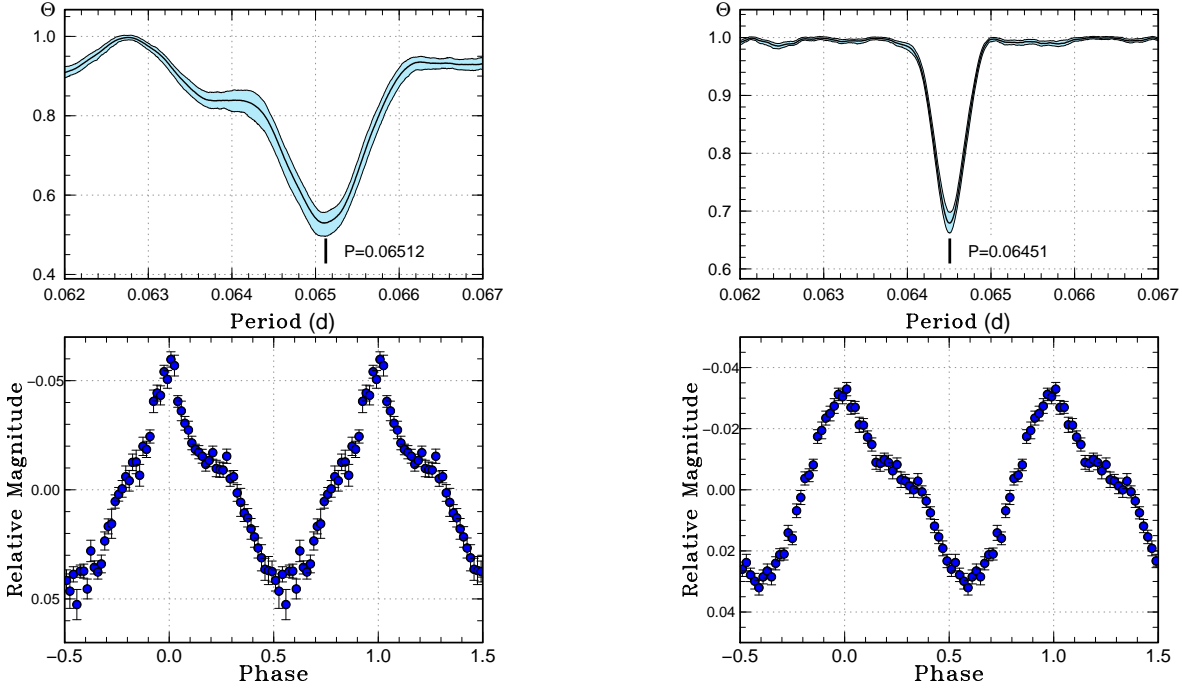 Θ
1.0
0.8
0.6
0.4
P=0.06512
0.062 0.063 0.064 0.065 0.066 0.067
Period (d)
Θ
1.0
0.9
0.8
0.7
0.6
P=0.06451
0.062 0.063 0.064 0.065 0.066 0.067
Period (d)
Relative Magnitude
−0.05
0.00
0.05
−0.5 0.0 0.5 1.0 1.5
Phase
Relative Magnitude
−0.04
−0.02
0.00
0.02
0.04
−0.5 0.0 0.5 1.0 1.5
Phase